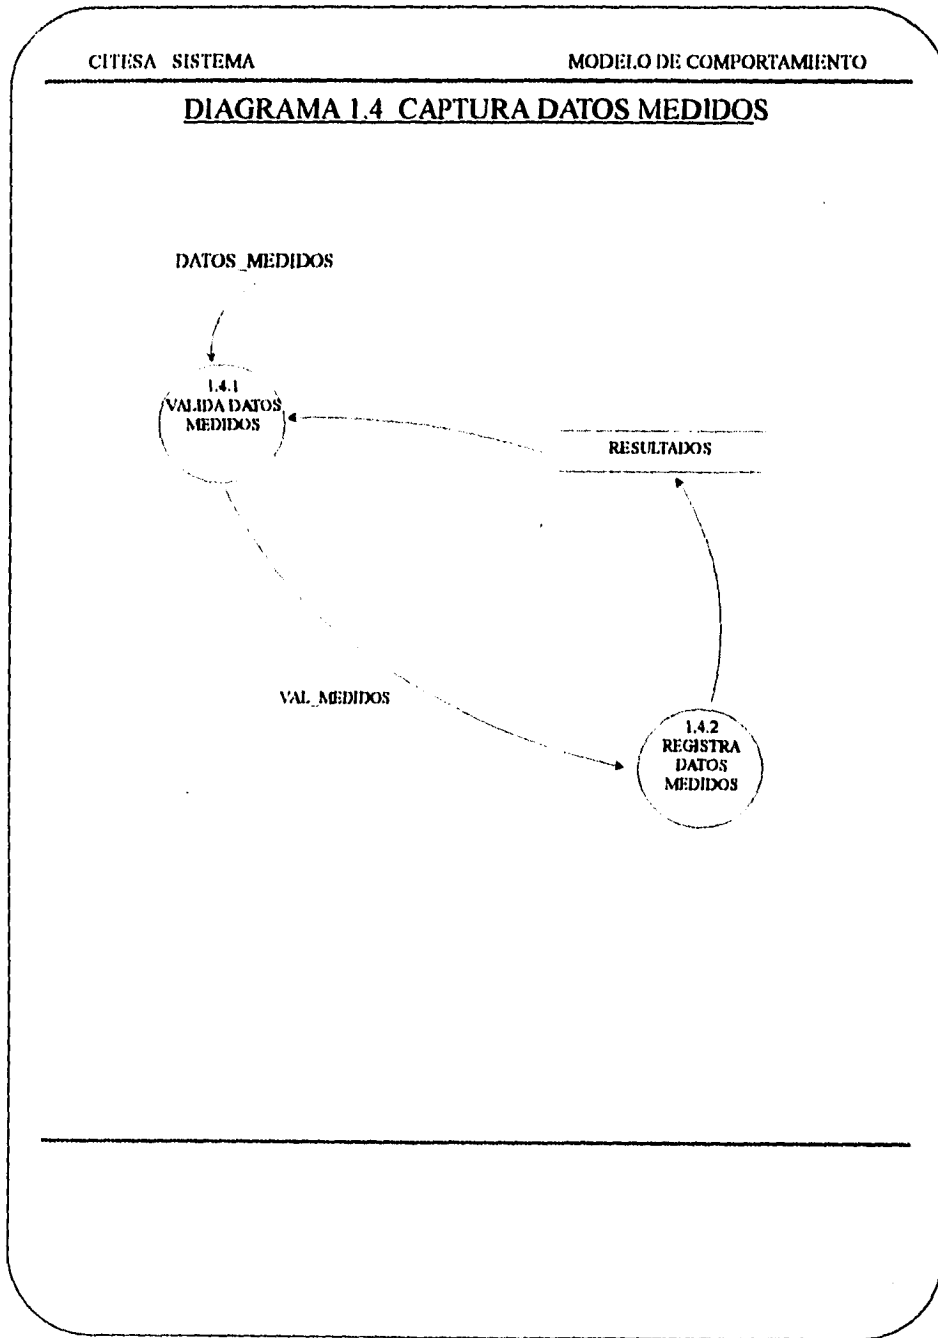 CITESA SISTEMA
MODELO DE COMPORTAMIENTO
DIAGRAMA 1.4 CAPTURA DATOS MEDIDOS
DATOS_MEDIDOS
1.4.1
VALIDA DATOS
MEDIDOS
RESULTADOS
VAL_MEDIDOS
1.4.2
REGISTRA
DATOS
MEDIDOS